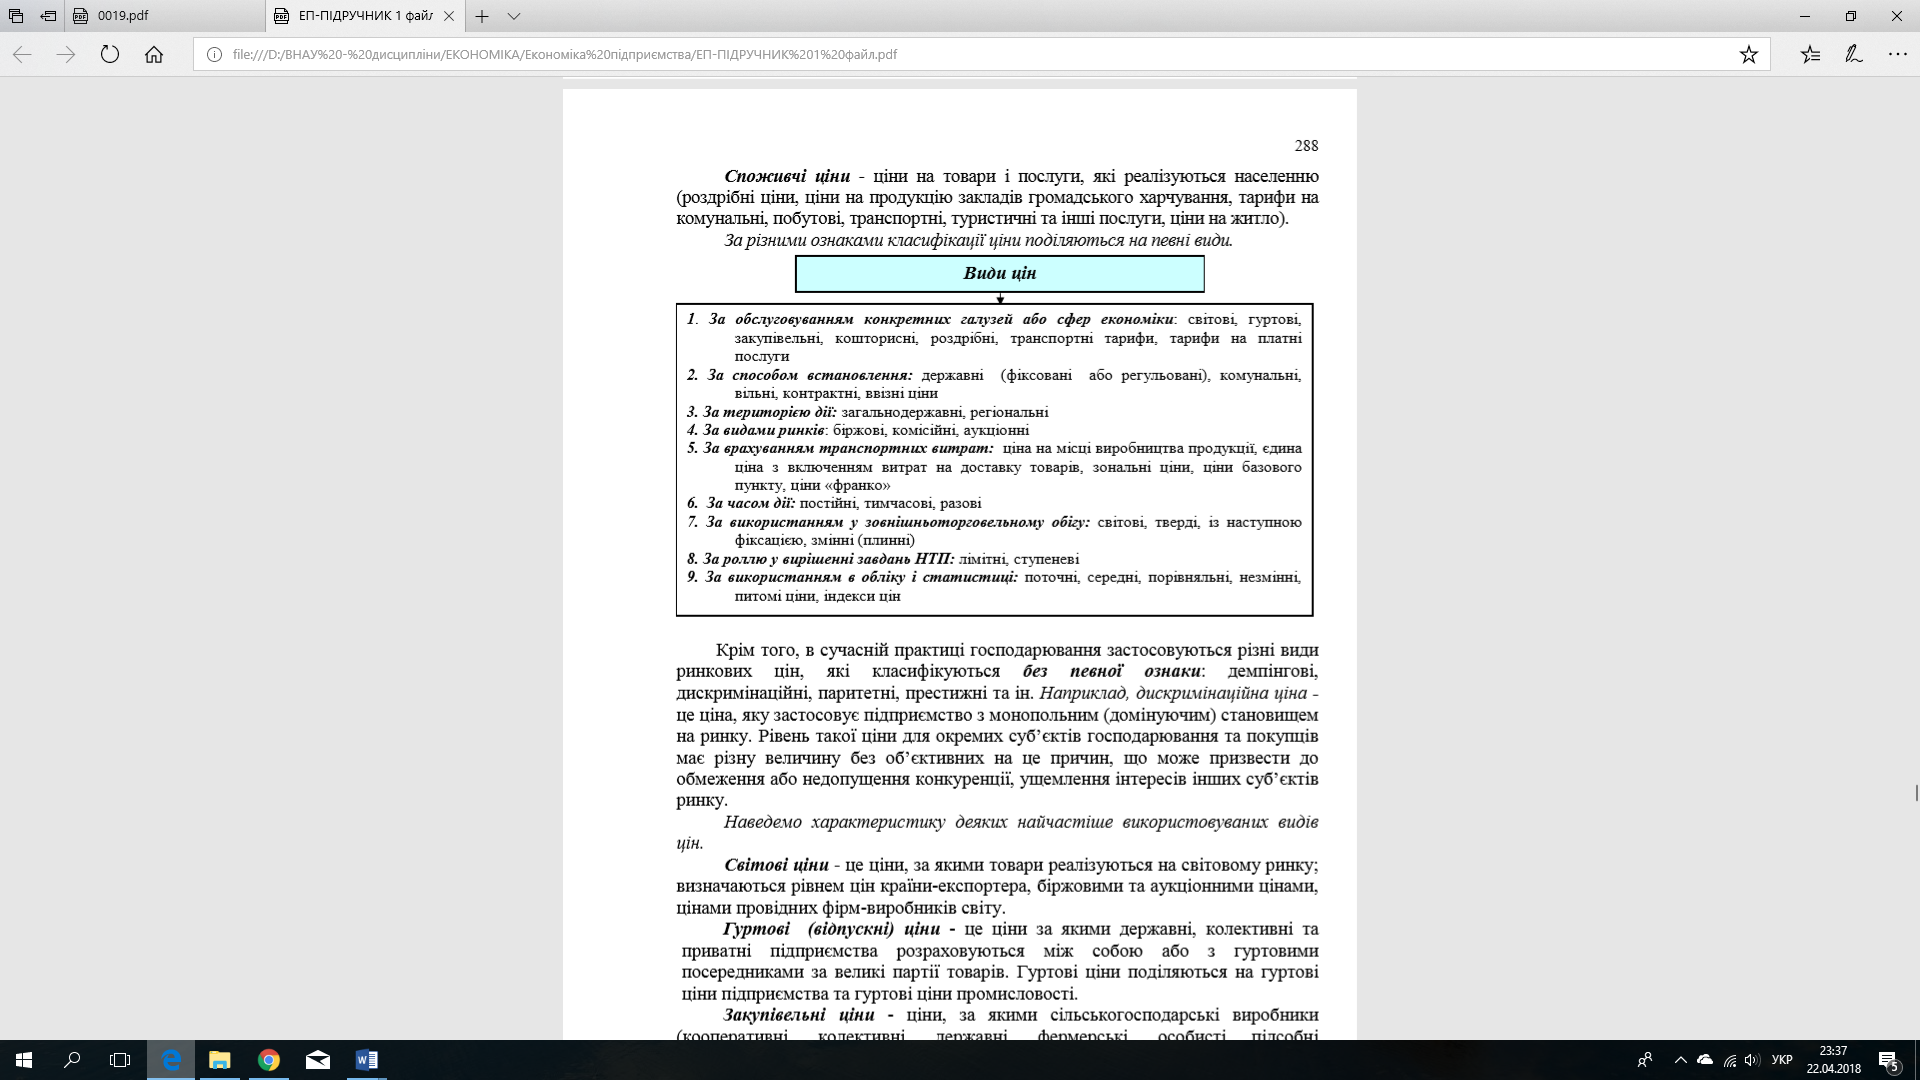 0019.pdf
ЕП-ПІДРУЧНИК 1 файл
file:///D:/ВНАУ%20-%20дисципліни/ЕКОНОМІКА/Економіка%20підприємства/ЕП-ПІДРУЧНИК%201%20файл.pdf
288
Споживчі ціни - ціни на товари і послуги, які реалізуються населенню
(роздрібні ціни, ціни на продукцію закладів громадського харчування, тарифи на
комунальні, побутові, транспортні, туристичні та інші послуги, ціни на житло).
За різними ознаками класифікації ціни поділяються на певні види.
Види цін
1. За обслуговуванням конкретних галузей або сфер економіки: світові, гуртові,
закупівельні, кошторисні, роздрібні, транспортні тарифи, тарифи на платні
послуги
2. За способом встановлення: державні (фіксовані або регульовані), комунальні,
вільні, контрактні, ввізні ціни
3. За територією дії: загальнодержавні, регіональні
4. За видами ринків: біржові, комісійні, аукціонні
5. За врахуванням транспортних витрат: ціна на місці виробництва продукції, єдина
ціна з включенням витрат на доставку товарів, зональні ціни, ціни базового
пункту, ціни «франко»
6. За часом дії: постійні, тимчасові, разові
7. За використанням у зовнішньоторговельному обігу: світові, тверді, із наступною
фіксацією, змінні (плинні)
8. За роллю у вирішенні завдань НТП: лімітні, ступеневі
9. За використанням в обліку і статистиці: поточні, середні, порівняльні, незмінні,
питомі ціни, індекси цін
Крім того, в сучасній практиці господарювання застосовуються різні види
ринкових цін, які класифікуються без певної ознаки: демпінгові,
дискримінаційні, паритетні, престижні та ін. Наприклад, дискримінаційна ціна -
це ціна, яку застосовує підприємство з монопольним (домінуючим) становищем
на ринку. Рівень такої ціни для окремих суб’єктів господарювання та покупців
має різну величину без об’єктивних на це причин, що може призвести до
обмеження або недопущення конкуренції, ущемлення інтересів інших суб’єктів
ринку.
Наведемо характеристику деяких найчастіше використовуваних видів
цін.
Світові ціни - це ціни, за якими товари реалізуються на світовому ринку;
визначаються рівнем цін країни-експортера, біржовими та аукціонними цінами,
цінами провідних фірм-виробників світу.
Гуртові (відпускні) ціни - це ціни за якими державні, колективні та
приватні підприємства розраховуються між собою або з гуртовими
посередниками за великі партії товарів. Гуртові ціни поділяються на гуртові
ціни підприємства та гуртові ціни промисловості.
Закупівельні ціни - ціни, за якими сільськогосподарські виробники
(кооперативні, колективні, державні, фермерські, особисті підсобні
УКР
23:37
22.04.2018
5